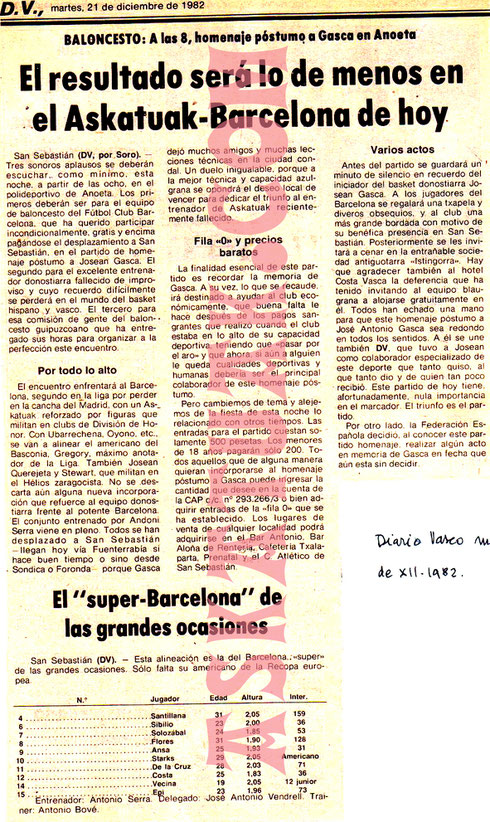 D.V., martes, 21 de diciembre de 1982
BALONCESTO: A las 8, homenaje póstumo a Gasca en Anoeta
El resultado será lo de menos en
el Askatuak-Barcelona de hoy
San Sebastián (DV, por Soro). —
Tres sonoros aplausos se deberán
escuchar, como mínimo, esta
noche, a partir de las ocho, en el
polideportivo de Anoeta. Los pri-
meros deberán ser para el equipo
de baloncesto del Fútbol Club Bar-
celona, que ha querido participar
incondicionalmente, gratis y encima
pagándose el desplazamiento a San
Sebastián, en el partido de home-
naje póstumo a Josean Gasca. El
segundo para el excelente entrena-
dor donostiarra fallecido de impro-
viso y cuyo recuerdo difícilmente
se perderá en el mundo del basket
hispano y vasco. El tercero para
esa comisión de gente del balon-
cesto guipuzcoano que ha entre-
gado sus horas para organizar a la
perfección este encuentro.
Por todo lo alto
El encuentro enfrentará al Barce-
lona, segundo en la liga por perder
en la cancha del Madrid, con un As-
katuak reforzado por figuras que
militan en clubs de División de Ho-
nor. Con Ubarrechena, Oyono, etc.,
se van a alinear el americano del
Basconia, Gregory, máximo anota-
dor de la Liga. También Josean
Querejeta y Stewart, que militan en
el Hélios zaragocista. No se des-
carta aún alguna nueva incorpora-
ción que refuerce al equipo donos-
tiarra frente al potente Barcelona.
El conjunto entrenado por Andoni
Serra viene en pleno. Todos se han
desplazado a San Sebastián
—llegan hoy vía Fuenterrabía si
hace buen tiempo o sino desde
Sondica o Foronda— porque Gasca
dejó muchos amigos y muchas lec-
ciones técnicas en la ciudad con-
dal. Un duelo inigualable, porque a
la mejor técnica y capacidad azul-
grana se opondrá el deseo local de
vencer para dedicar el triunfo al en-
trenador de Askatuak reciente-
mente fallecido.
Fila «0» y precios
baratos
La finalidad esencial de este par-
tido es recordar la memoria de
Gasca. A su vez, lo que se recaude,
irá destinado a ayudar al club eco-
nómicamente, que buena falta le
hace después de los pagos san-
grantes que realizó cuando el club
estaba en lo alto de su capacidad
deportiva, teniendo que «pasar por
el aro» y que ahora, si aún a alguien
le queda cualidades deportivas y
humanas debería ser el principal
colaborador de este homenaje pós-
tumo.
Pero cambiemos de tema y aleje-
mos de la fiesta de esta noche lo
relacionado con otros tiempos. Las
entradas para el partido cuestan so-
lamente 500 pesetas. Los menores
de 18 años pagarán sólo 200. To-
dos aquellos que de alguna manera
quieran incorporarse al homenaje
póstumo a Gasca puede ingresar la
cantidad que desee en la cuenta de
la CAP c/c. n° 293.266/3 o bien ad-
quirir entradas de la «fila 0» que se
ha establecido. Los lugares de
venta de cualquier localidad podrá
adquirirse en el Bar Antonio, Bar
Aloña de Rentería, Cafetería Txala-
parta, Prenatal y el C. Atlético de
San Sebastián.
Varios actos
Antes del partido se guardará un
minuto de silencio en recuerdo del
iniciador del basket donostiarra Jo-
sean Gasca. A los jugadores del
Barcelona se regalará una txapela y
diveros obsequios, y al club una
más grande bordada con motivo de
su benéfica presencia en San Se-
bastián. Posteriormente se les invi-
tará a cenar en la entrañable socie-
dad antiguotarra «Istingorra». Hay
que agradecer también al hotel
Costa Vasca la deferencia que ha
tenido invitando al equipo blau-
grana a alojarse gratuitamente en
él. Todos han echado una mano
para que este homenaje póstumo a
José Antonio Gasca sea redondo
en todos los sentidos. A él se une
también DV, que tuvo a Josean
como colaborador especializado de
este deporte que tanto quiso, al
que tanto dio y de quien tan poco
recibió. Este partido de hoy tiene,
afortunadamente, nula importancia
en el marcador. El triunfo es el par-
tido.
Por otro lado, la Federación Es-
pañola decidió, al conocer este par-
tido homenaje, realizar algún acto
en memoria de Gasca en fecha que
aún está sin decidir.
Diario Vasco
de XII-1982.
El "super-Barcelona" de
las grandes ocasiones
San Sebastián (DV). — Esta alineación es la del Barcelona, «super»
de las grandes ocasiones. Sólo falta su americano de la Recopa euro-
pea.
N.° Jugador Edad Altura Inter.
4 Santillana 31 2,05 159
6 Sibilio 23 2,00 36
7 Solozábal 24 1,85 53
8 Flores 31 1,90 128
9 Ansa 25 1,93 31
10 Starks 29 2,05 Americano
11 De la Cruz 28 2,03 71
12 Costa 25 1,83 36
14 Vecina 19 2,05 12 junior
15 Epi 23 1,96 73
Entrenador: Antonio Serra. Delegado: José Antonio Vendrell. Trai-
ner: Antonio Bové.